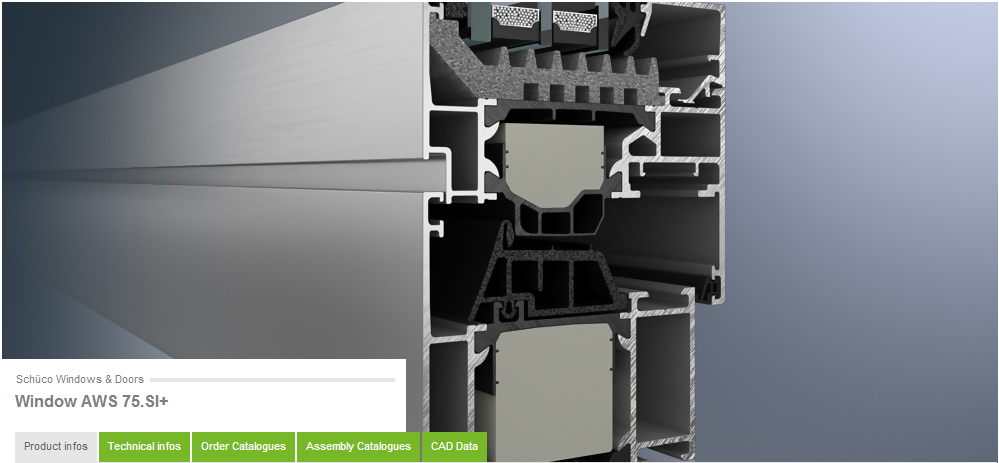 Schüco Windows & Doors
Window AWS 75.SI+
Product infos Technical infos Order Catalogues Assembly Catalogues CAD Data